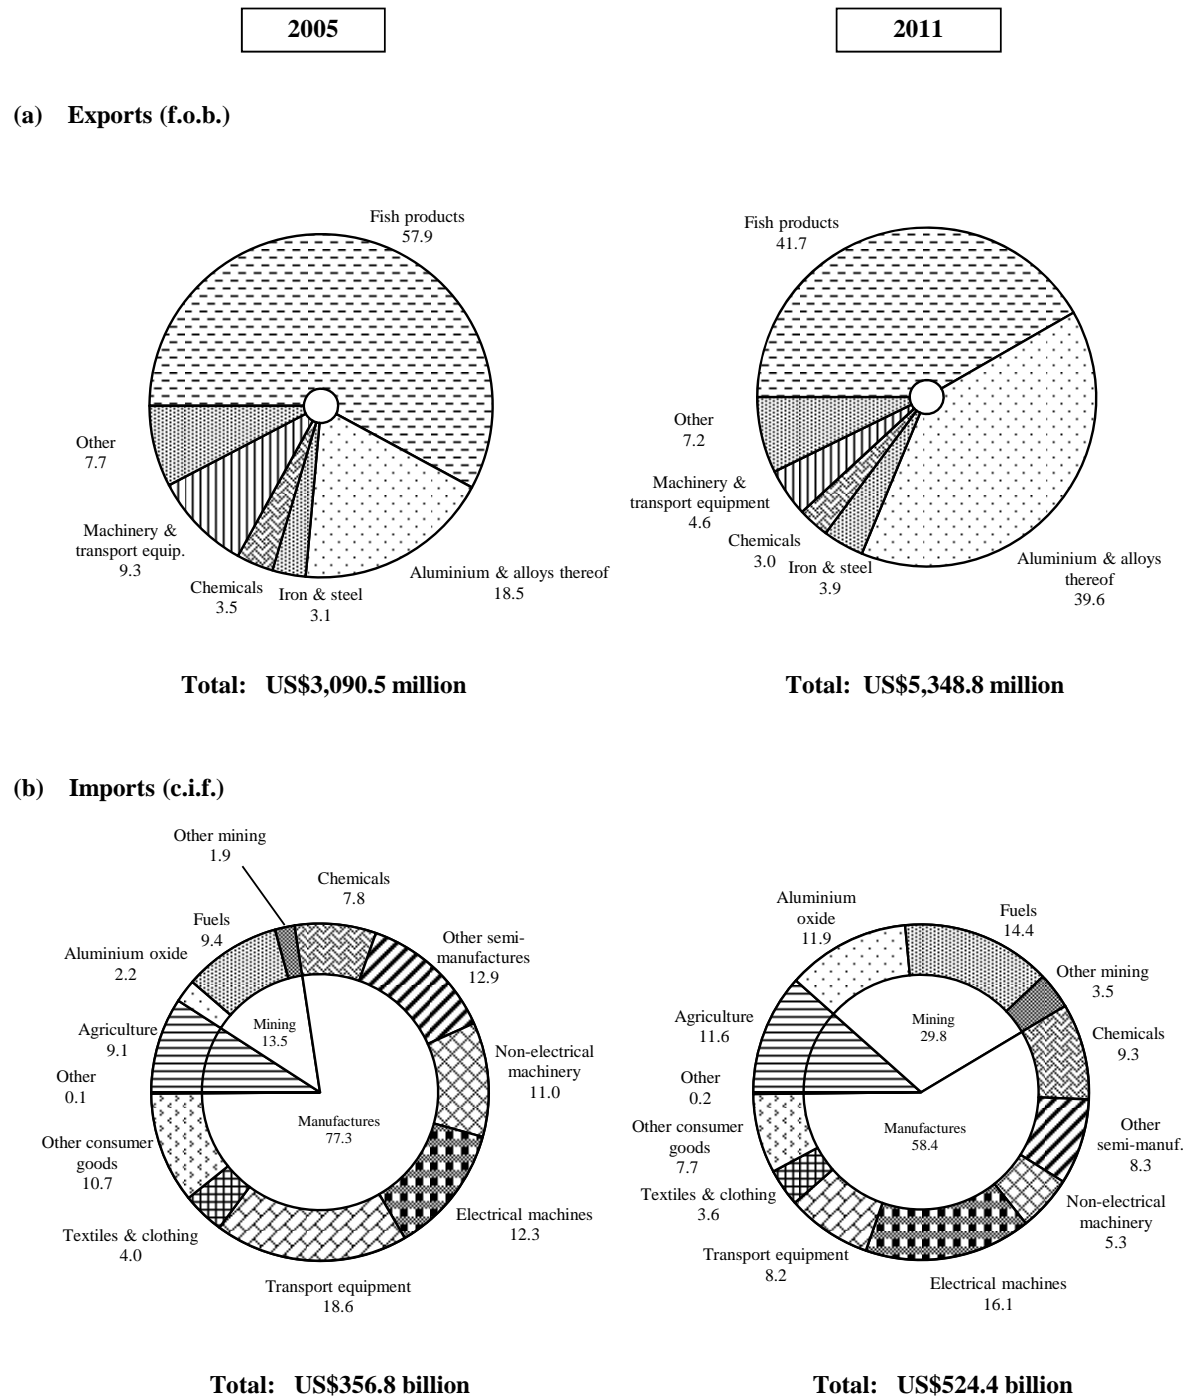 2005
2011
(a) Exports (f.o.b.)
Fish products
57.9
Other
7.7
Machinery &
transport equip.
9.3
Chemicals
3.5
Iron & steel
3.1
Aluminium & alloys thereof
18.5
Total: US$3,090.5 million
Fish products
41.7
Other
7.2
Machinery &
transport equipment
4.6
Chemicals
3.0
Iron & steel
3.9
Aluminium & alloys
thereof
39.6
Total: US$5,348.8 million
(b) Imports (c.i.f.)
Other mining
1.9
Chemicals
7.8
Fuels
9.4
Other semi-
manufactures
12.9
Aluminium oxide
2.2
Mining
13.5
Agriculture
9.1
Non-electrical
machinery
11.0
Other
0.1
Manufactures
77.3
Other consumer
goods
10.7
Electrical machines
12.3
Textiles & clothing
4.0
Transport equipment
18.6
Total: US$356.8 billion
Aluminium
oxide
11.9
Fuels
14.4
Other mining
3.5
Agriculture
11.6
Mining
29.8
Chemicals
9.3
Other
0.2
Manufactures
58.4
Other consumer
goods
7.7
Other
semi-manuf.
8.3
Textiles & clothing
3.6
Non-electrical
machinery
5.3
Transport equipment
8.2
Electrical machines
16.1
Total: US$524.4 billion